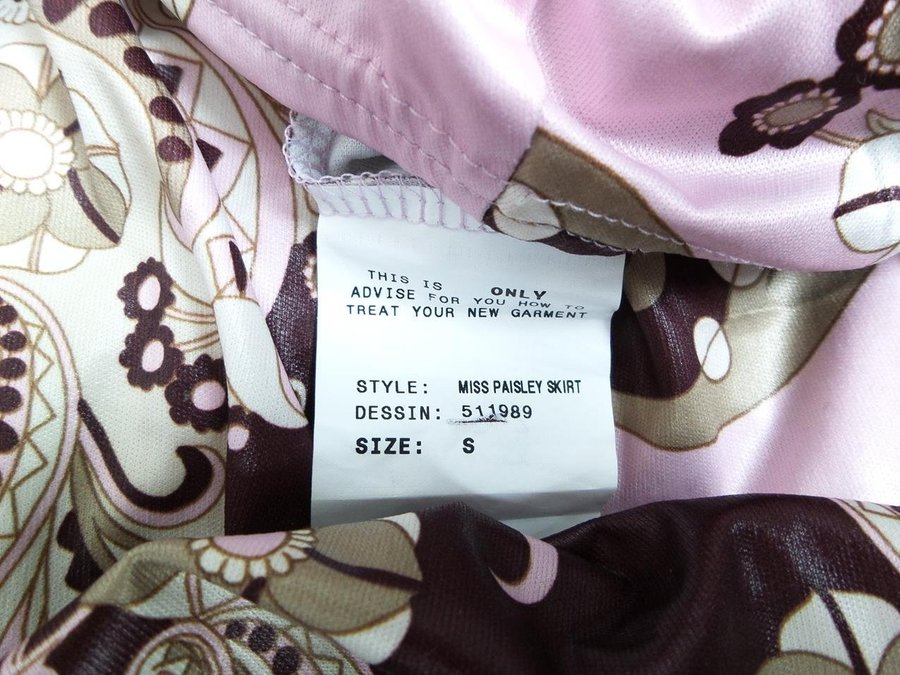 THIS IS ONLY
ADVISE FOR YOU HOW TO
TREAT YOUR NEW GARMENT
STYLE: MISS PAISLEY SKIRT
DESSIN: 511989
SIZE: S